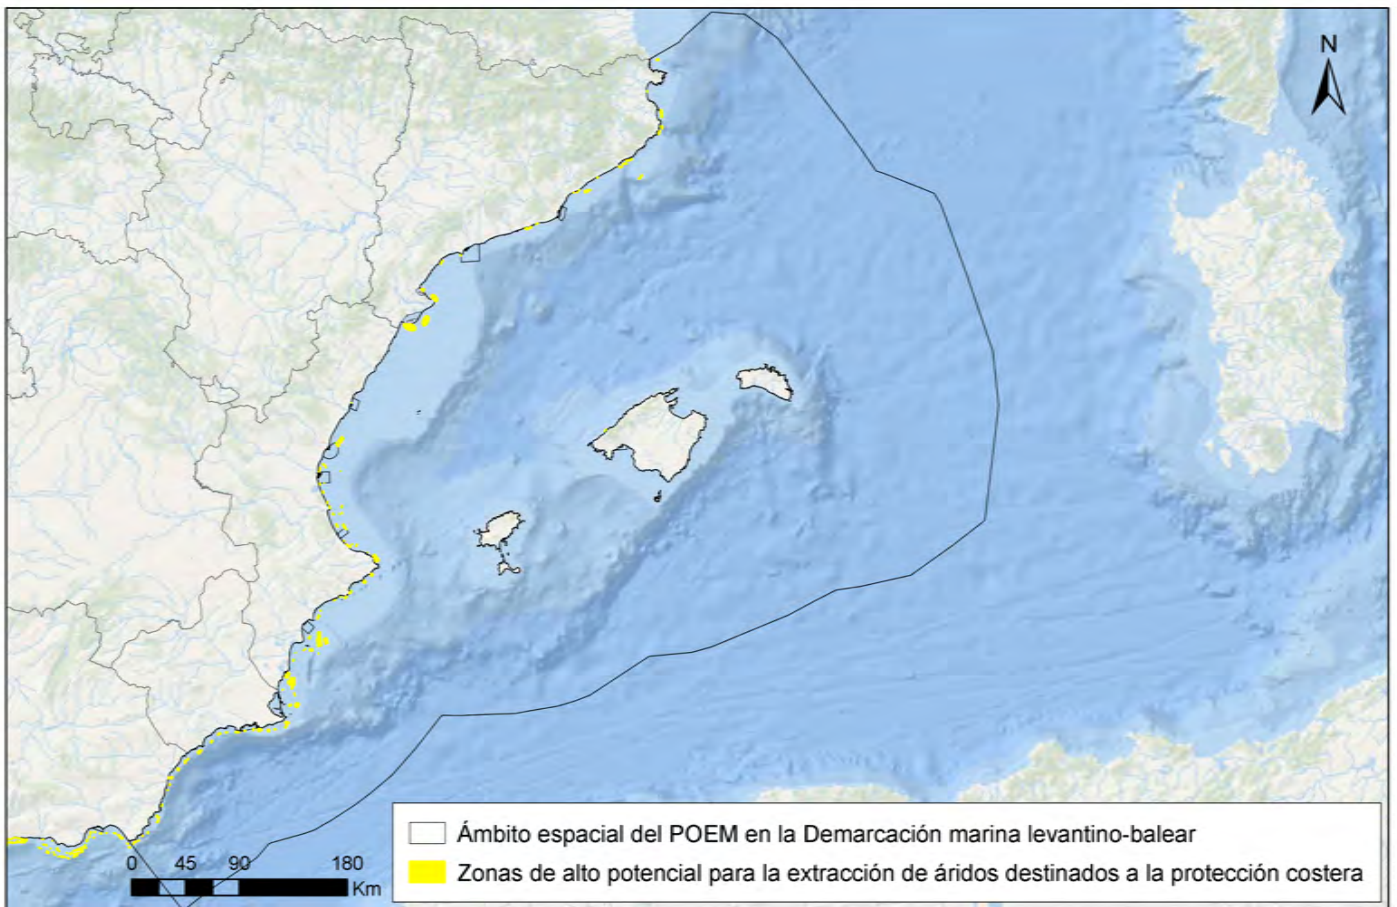 N
Ámbito espacial del POEM en la Demarcación marina levantino-balear
Zonas de alto potencial para la extracción de áridos destinados a la protección costera
0 45 90 180
Km